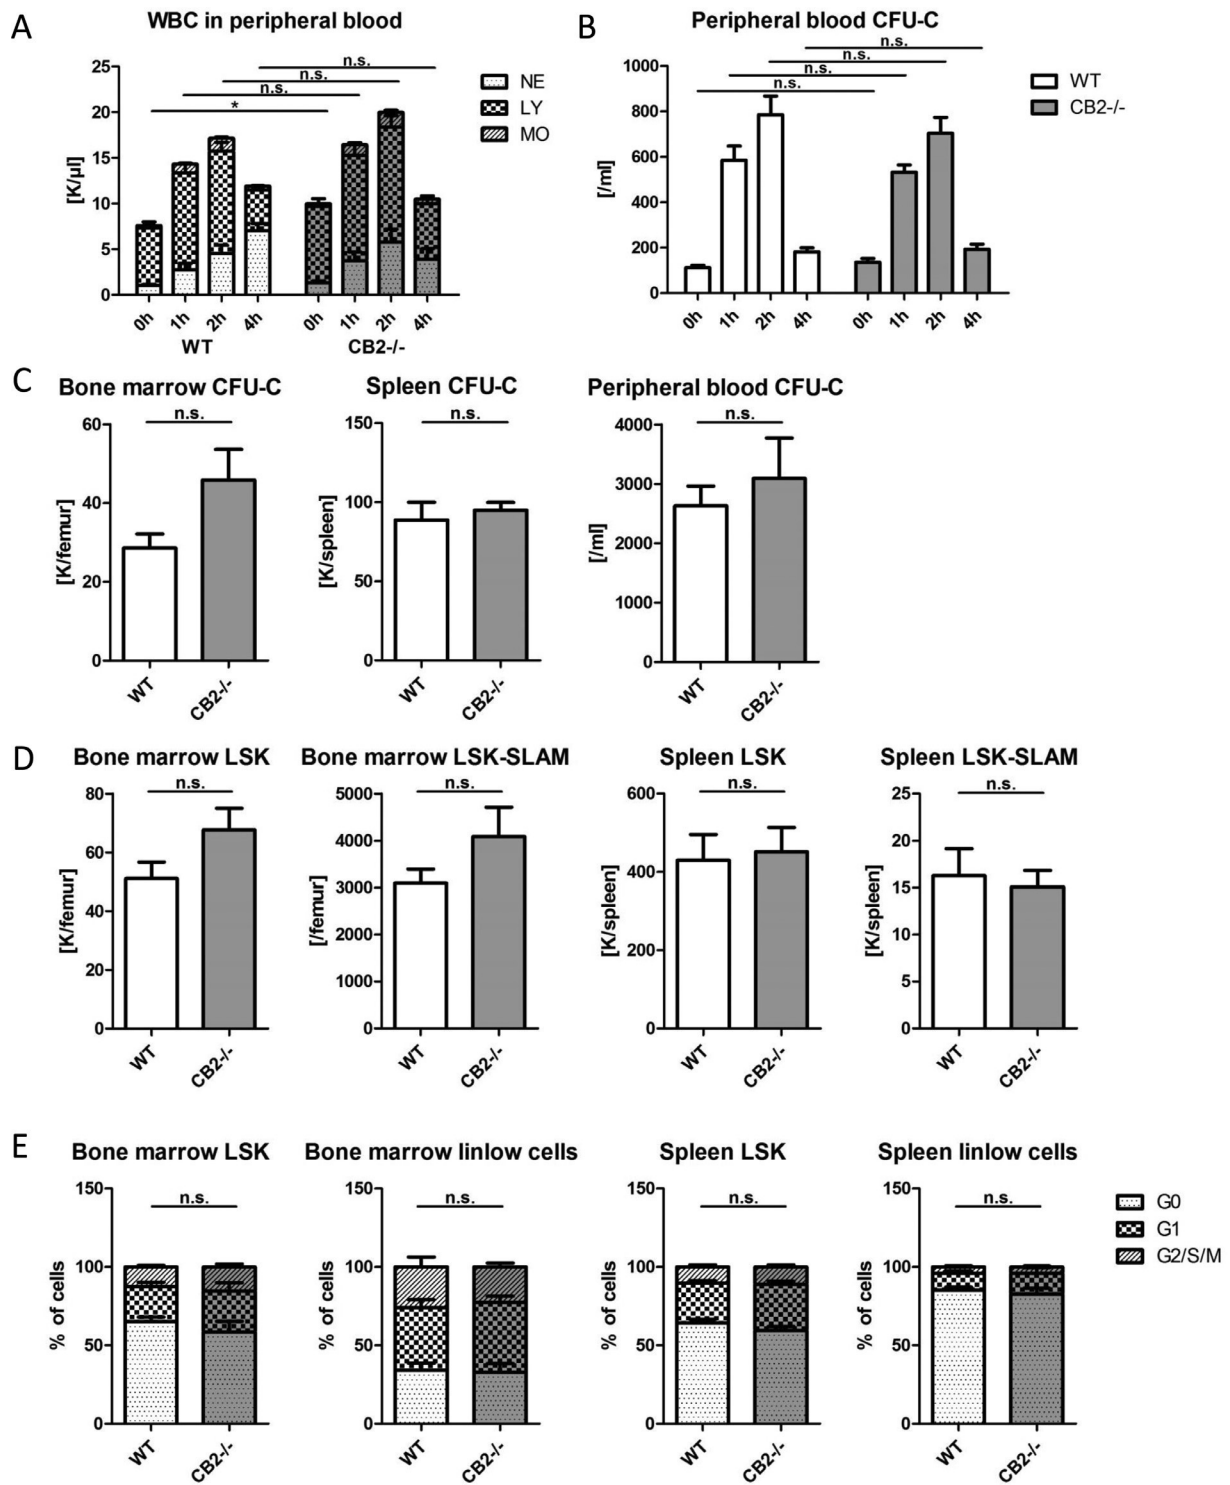 A
WBC in peripheral blood
[K/µl]
25
20
15
10
5
0
n.s.
n.s.
n.s.
*
NE
LY
MO
0h 1h 2h 4h 0h 1h 2h 4h
WT CB2-/-
B
Peripheral blood CFU-C
[/ml]
1000
800
600
400
200
0
n.s.
n.s.
n.s.
n.s.
WT
CB2-/-
0h 1h 2h 4h 0h 1h 2h 4h
C
Bone marrow CFU-C
[K/femur]
60
40
20
0
n.s.
WT CB2-/-
Spleen CFU-C
[K/spleen]
150
100
50
0
n.s.
WT CB2-/-
Peripheral blood CFU-C
[/ml]
4000
3000
2000
1000
0
n.s.
WT CB2-/-
D
Bone marrow LSK
[K/femur]
80
60
40
20
0
n.s.
WT CB2-/-
Bone marrow LSK-SLAM
[/femur]
5000
4000
3000
2000
1000
0
n.s.
WT CB2-/-
Spleen LSK
[K/spleen]
600
400
200
0
n.s.
WT CB2-/-
Spleen LSK-SLAM
[K/spleen]
25
20
15
10
5
0
n.s.
WT CB2-/-
E
Bone marrow LSK
% of cells
150
100
50
0
n.s.
WT CB2-/-
Bone marrow linlow cells
% of cells
150
100
50
0
n.s.
WT CB2-/-
Spleen LSK
% of cells
150
100
50
0
n.s.
WT CB2-/-
Spleen linlow cells
% of cells
150
100
50
0
n.s.
WT CB2-/-
G0
G1
G2/S/M